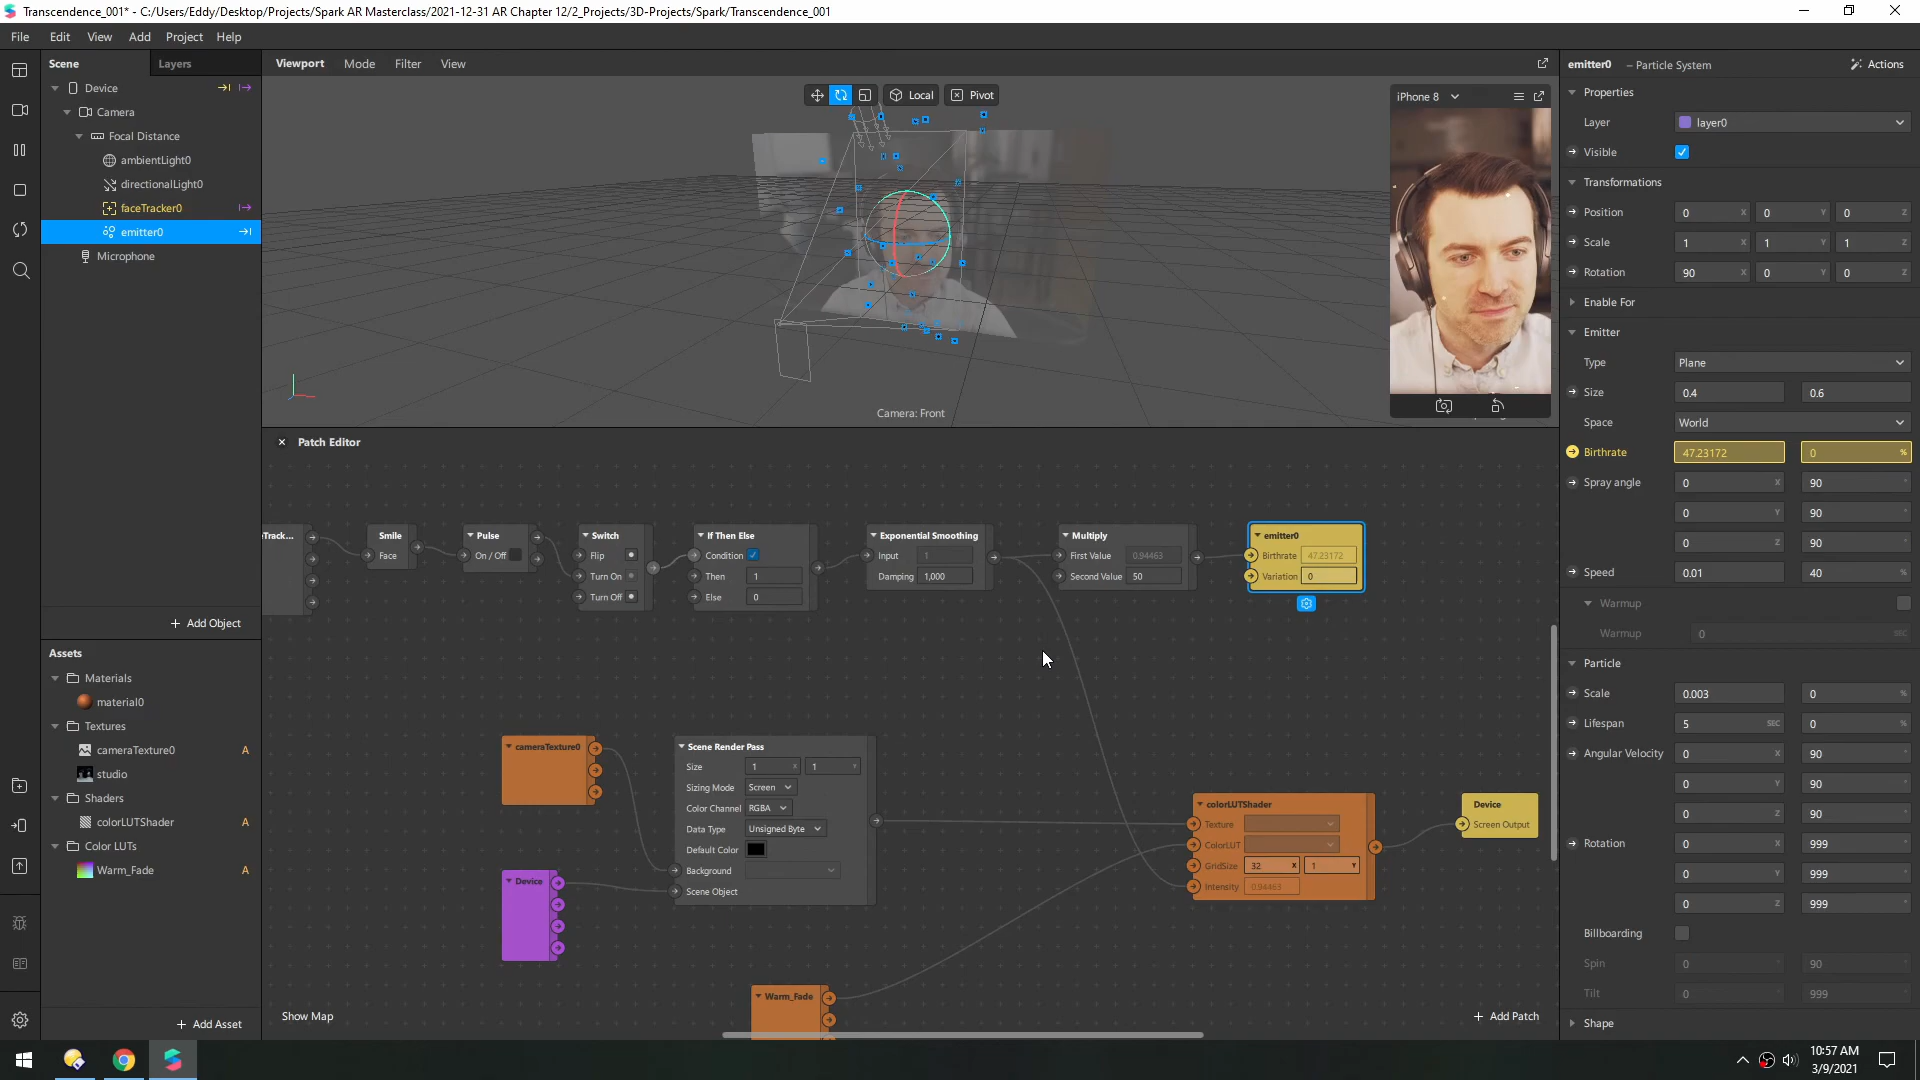 Transcendence_001* - C:/Users/Eddy/Desktop/Projects/Spark AR Masterclass/2021-12-31 AR Chapter 12/2_Projects/3D-Projects/Spark/Transcendence_001
File Edit View Add Project Help
Scene Layers
Device
Camera
Focal Distance
ambientLight0
directionalLight0
faceTracker0
emitter0
Microphone
+ Add Object
Assets
Materials
material0
Textures
cameraTexture0 A
studio
Shaders
colorLUTShader A
Color LUTs
Warm_Fade A
+ Add Asset
Viewport Mode Filter View
Local Pivot
iPhone 8
Camera: Front
Patch Editor
eTrack...
Smile
Face
Pulse
On / Off
Switch
Flip
Turn On
Turn Off
If Then Else
Condition
Then 1
Else 0
Exponential Smoothing
Input 1
Damping 1,000
Multiply
First Value 0.94463
Second Value 50
emitter0
Birthrate 47.23172
Variation 0
cameraTexture0
Scene Render Pass
Size 1 X 1 Y
Sizing Mode Screen
Color Channel RGBA
Data Type Unsigned Byte
Default Color
Background
Scene Object
Device
Warm_Fade
colorLUTShader
Texture
ColorLUT
GridSize 32 X 1 Y
Intensity 0.94463
Device
Screen Output
Show Map
+ Add Patch
emitter0 – Particle System Actions
Properties
Layer layer0
Visible
Transformations
Position 0 X 0 Y 0 Z
Scale 1 X 1 Y 1 Z
Rotation 90 X 0 Y 0 Z
Enable For
Emitter
Type Plane
Size 0.4 0.6
Space World
Birthrate 47.23172 0 %
Spray angle 0 X 90 °
0 Y 90 °
0 Z 90 °
Speed 0.01 40 %
Warmup
Warmup 0 SEC
Particle
Scale 0.003 0 %
Lifespan 5 SEC 0 %
Angular Velocity 0 X 90 °
0 Y 90 °
0 Z 90 °
Rotation 0 X 999 °
0 Y 999 °
0 Z 999 °
Billboarding
Spin 0 ° 90 °
Tilt 0 ° 999 °
Shape
10:57 AM
3/9/2021